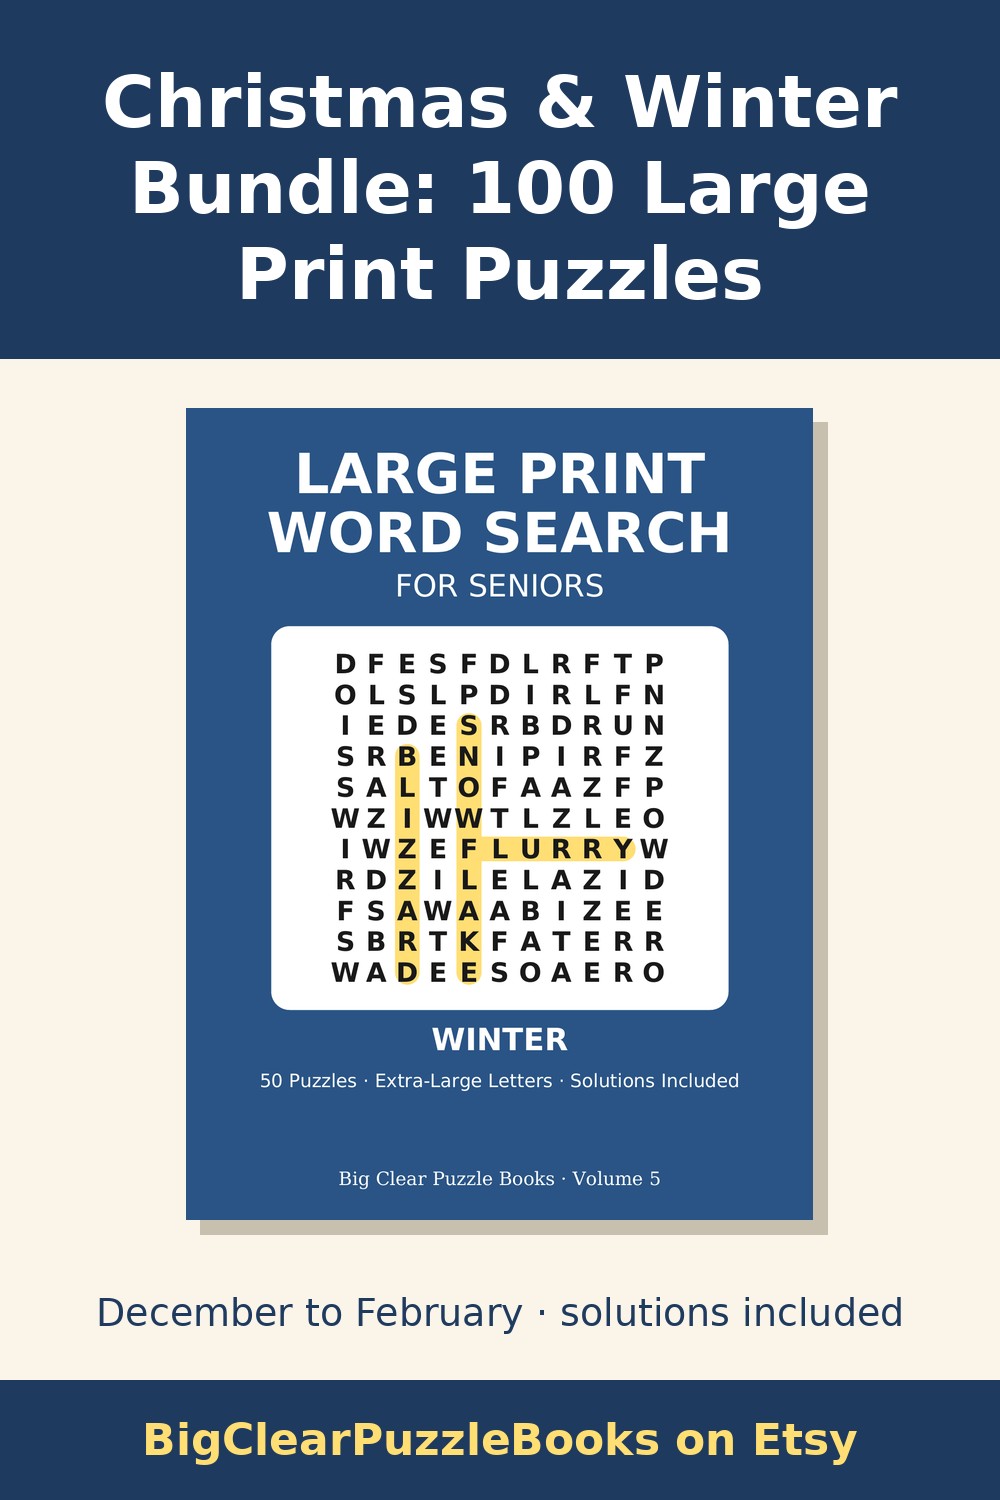 Christmas & Winter
Bundle: 100 Large
Print Puzzles
LARGE PRINT
WORD SEARCH
FOR SENIORS
D F E S F D L R F T P
O L S L P D I R L F N
I E D E S R B D R U N
S R B E N I P I R F Z
S A L T O F A A Z F P
W Z I W W T L Z L E O
I W Z E F L U R R Y W
R D Z I L E L A Z I D
F S A W A A B I Z E E
S B R T K F A T E R R
W A D E E S O A E R O
WINTER
50 Puzzles · Extra-Large Letters · Solutions Included
Big Clear Puzzle Books · Volume 5
December to February · solutions included
BigClearPuzzleBooks on Etsy